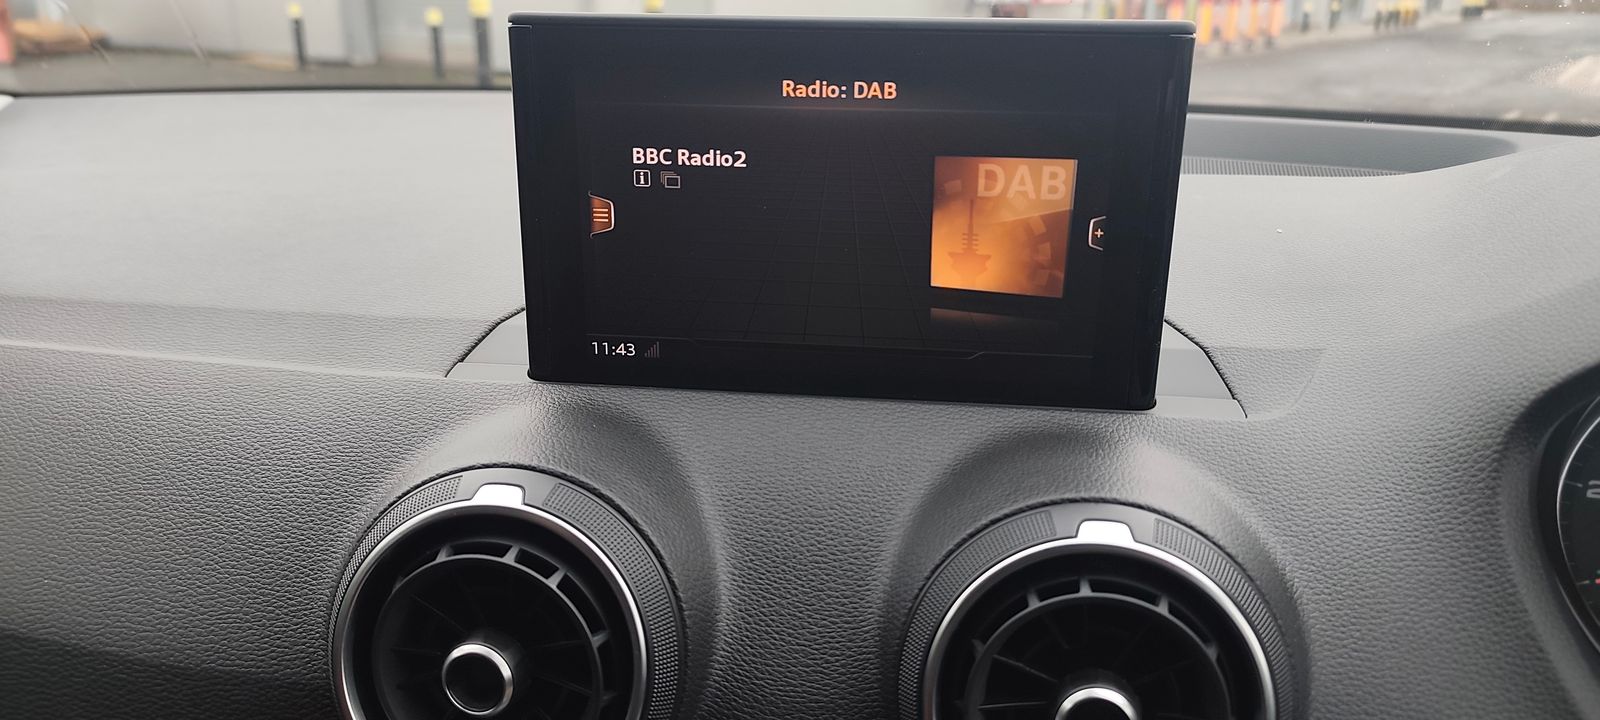 Radio: DAB
BBC Radio2
DAB
11:43